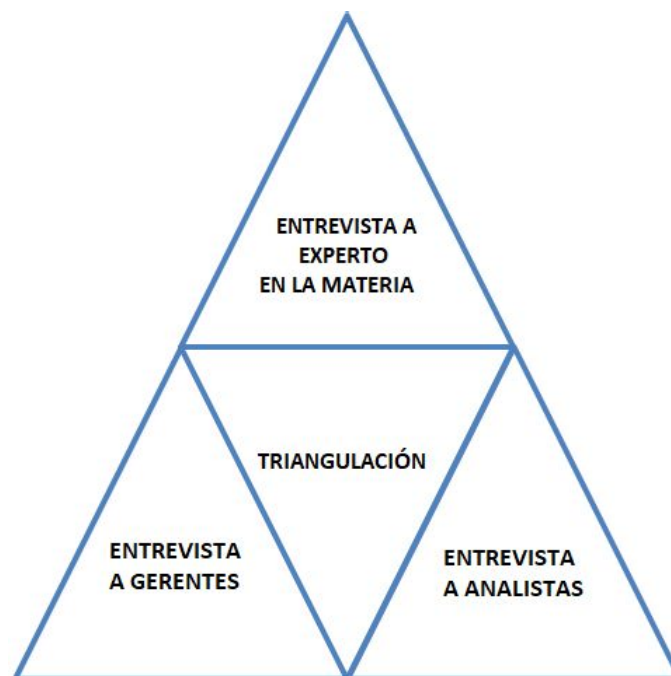 ENTREVISTA A
EXPERTO
EN LA MATERIA
TRIANGULACIÓN
ENTREVISTA
A GERENTES
ENTREVISTA
A ANALISTAS